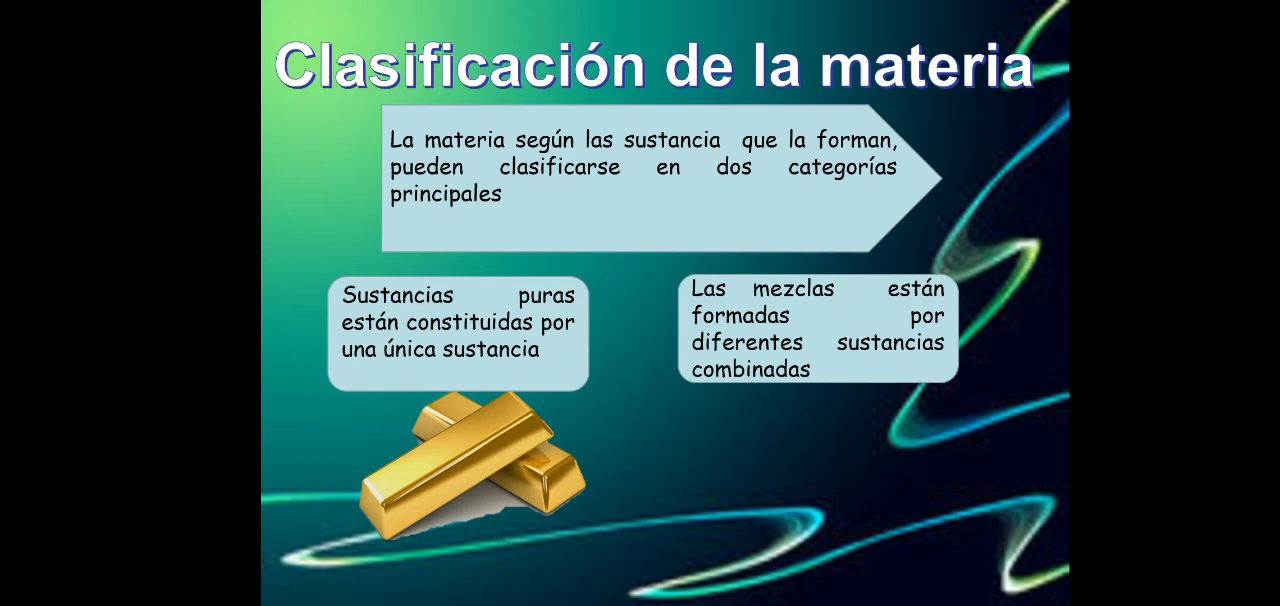 Clasificación de la materia
La materia según las sustancia que la forman,
pueden clasificarse en dos categorías
principales
Sustancias puras
están constituidas por
una única sustancia
Las mezclas están
formadas por
diferentes sustancias
combinadas